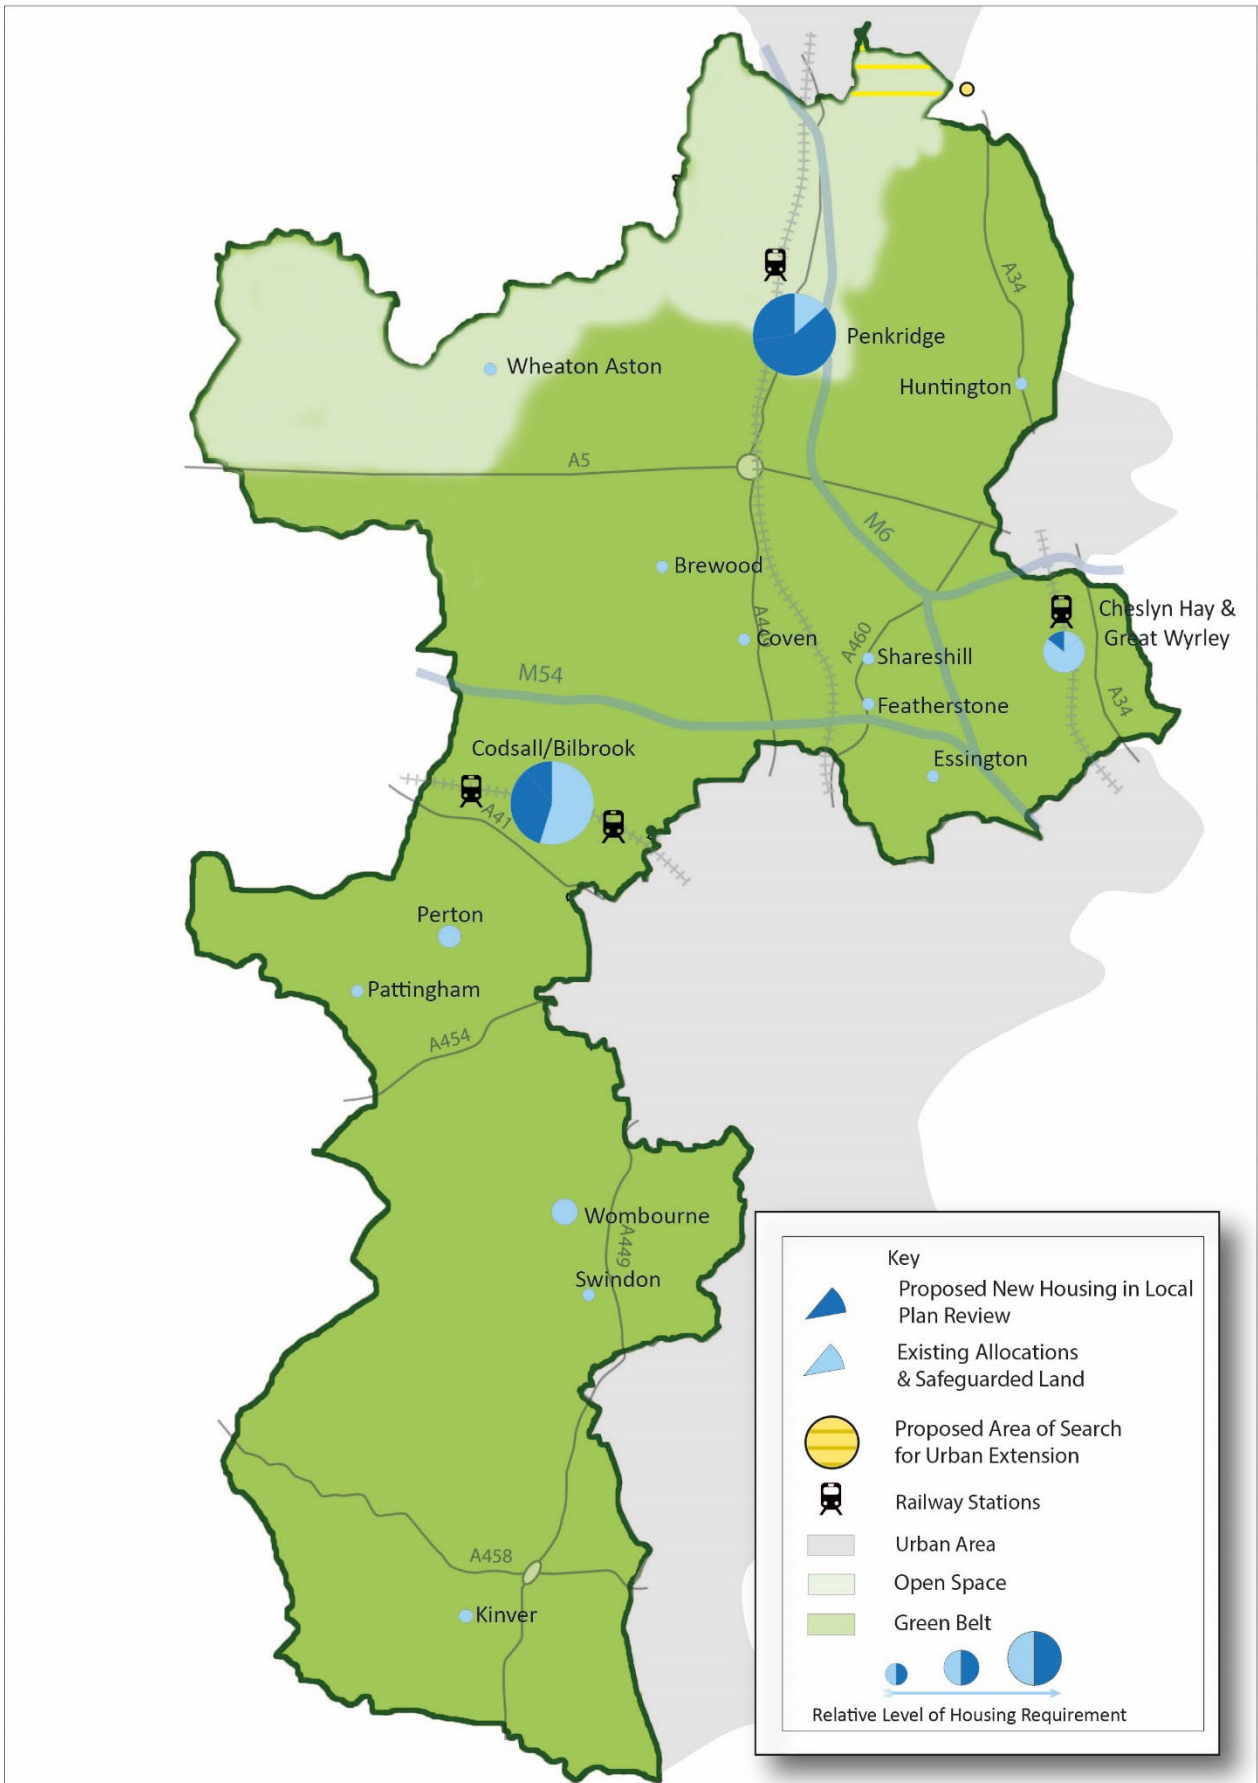 A34
Penkridge
Wheaton Aston
Huntington
A5
M6
Brewood
Cheslyn Hay &
Great Wyrley
A449
Coven
A460
Shareshill
M54
A34
Featherstone
Codsall/Bilbrook
Essington
A41
Perton
Pattingham
A454
Wombourne
A449
Swindon
A458
Kinver
Key
Proposed New Housing in Local
Plan Review
Existing Allocations
& Safeguarded Land
Proposed Area of Search
for Urban Extension
Railway Stations
Urban Area
Open Space
Green Belt
Relative Level of Housing Requirement